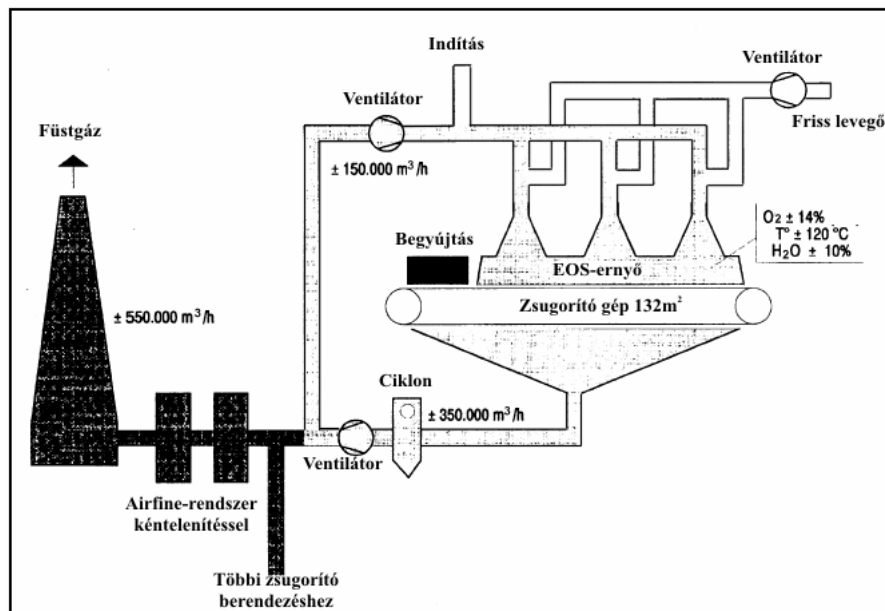 Indítás
Ventilátor
Ventilátor
Füstgáz
Friss levegő
± 150.000 m³/h
O₂ ± 14%
T° ± 120 °C
H₂O ± 10%
Begyújtás
EOS-ernyő
Zsugorító gép 132m²
± 550.000 m³/h
Ciklon
± 350.000 m³/h
Ventilátor
Airfine-rendszer
kéntelenítéssel
Többi zsugorító
berendezéshez